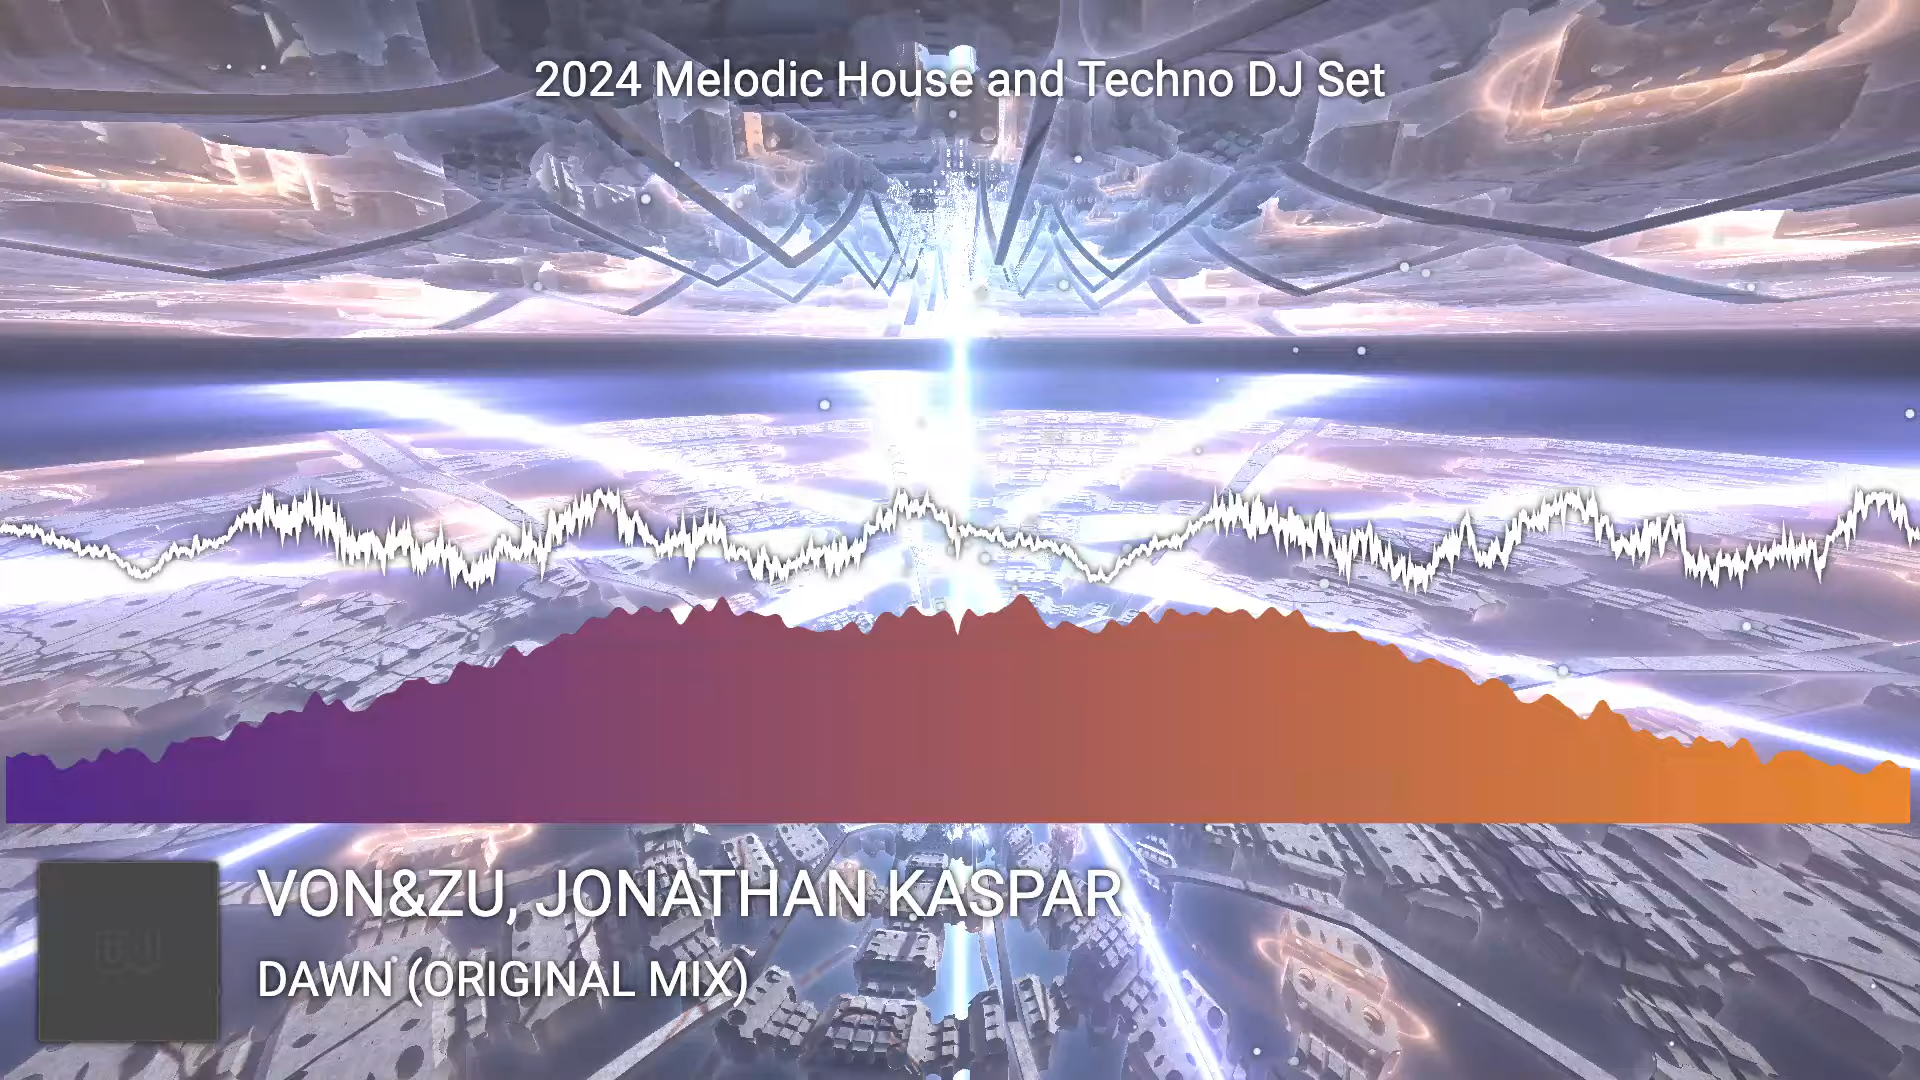 2024 Melodic House and Techno DJ Set
VON&ZU, JONATHAN KASPAR
DAWN (ORIGINAL MIX)